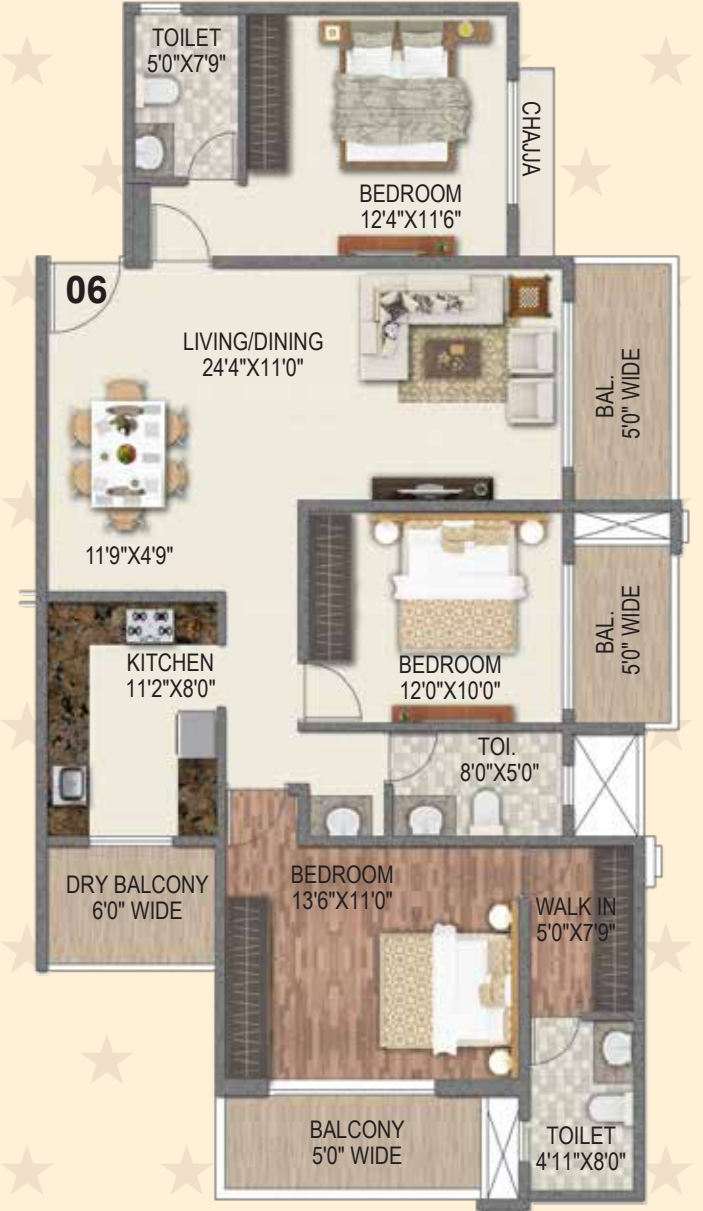 TOILET
5'0"X7'9"
CHAJJA
BEDROOM
12'4"X11'6"
06
LIVING/DINING
24'4"X11'0"
BAL.
5'0" WIDE
11'9"X4'9"
BAL.
5'0" WIDE
KITCHEN
11'2"X8'0"
BEDROOM
12'0"X10'0"
TOI.
8'0"X5'0"
DRY BALCONY
6'0" WIDE
BEDROOM
13'6"X11'0"
WALK IN
5'0"X7'9"
BALCONY
5'0" WIDE
TOILET
4'11"X8'0"